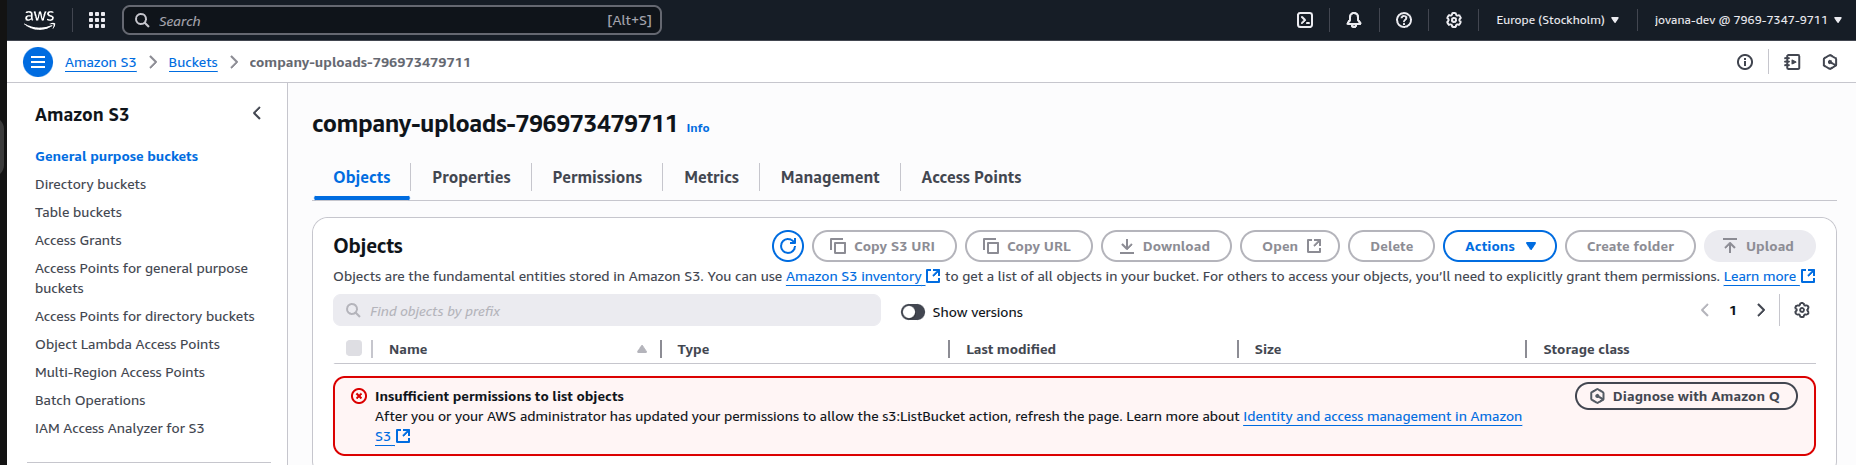 aws
Search [Alt+S]
Europe (Stockholm)
jovana-dev @ 7969-7347-9711
Amazon S3
Buckets
company-uploads-796973479711
Amazon S3
General purpose buckets
Directory buckets
Table buckets
Access Grants
Access Points for general purpose
buckets
Access Points for directory buckets
Object Lambda Access Points
Multi-Region Access Points
Batch Operations
IAM Access Analyzer for S3
company-uploads-796973479711 Info
Objects Properties Permissions Metrics Management Access Points
Objects
Copy S3 URI Copy URL Download Open Delete Actions Create folder Upload
Objects are the fundamental entities stored in Amazon S3. You can use Amazon S3 inventory to get a list of all objects in your bucket. For others to access your objects, you'll need to explicitly grant them permissions. Learn more
Find objects by prefix
Show versions
1
Name Type Last modified Size Storage class
Insufficient permissions to list objects
After you or your AWS administrator has updated your permissions to allow the s3:ListBucket action, refresh the page. Learn more about Identity and access management in Amazon
S3
Diagnose with Amazon Q